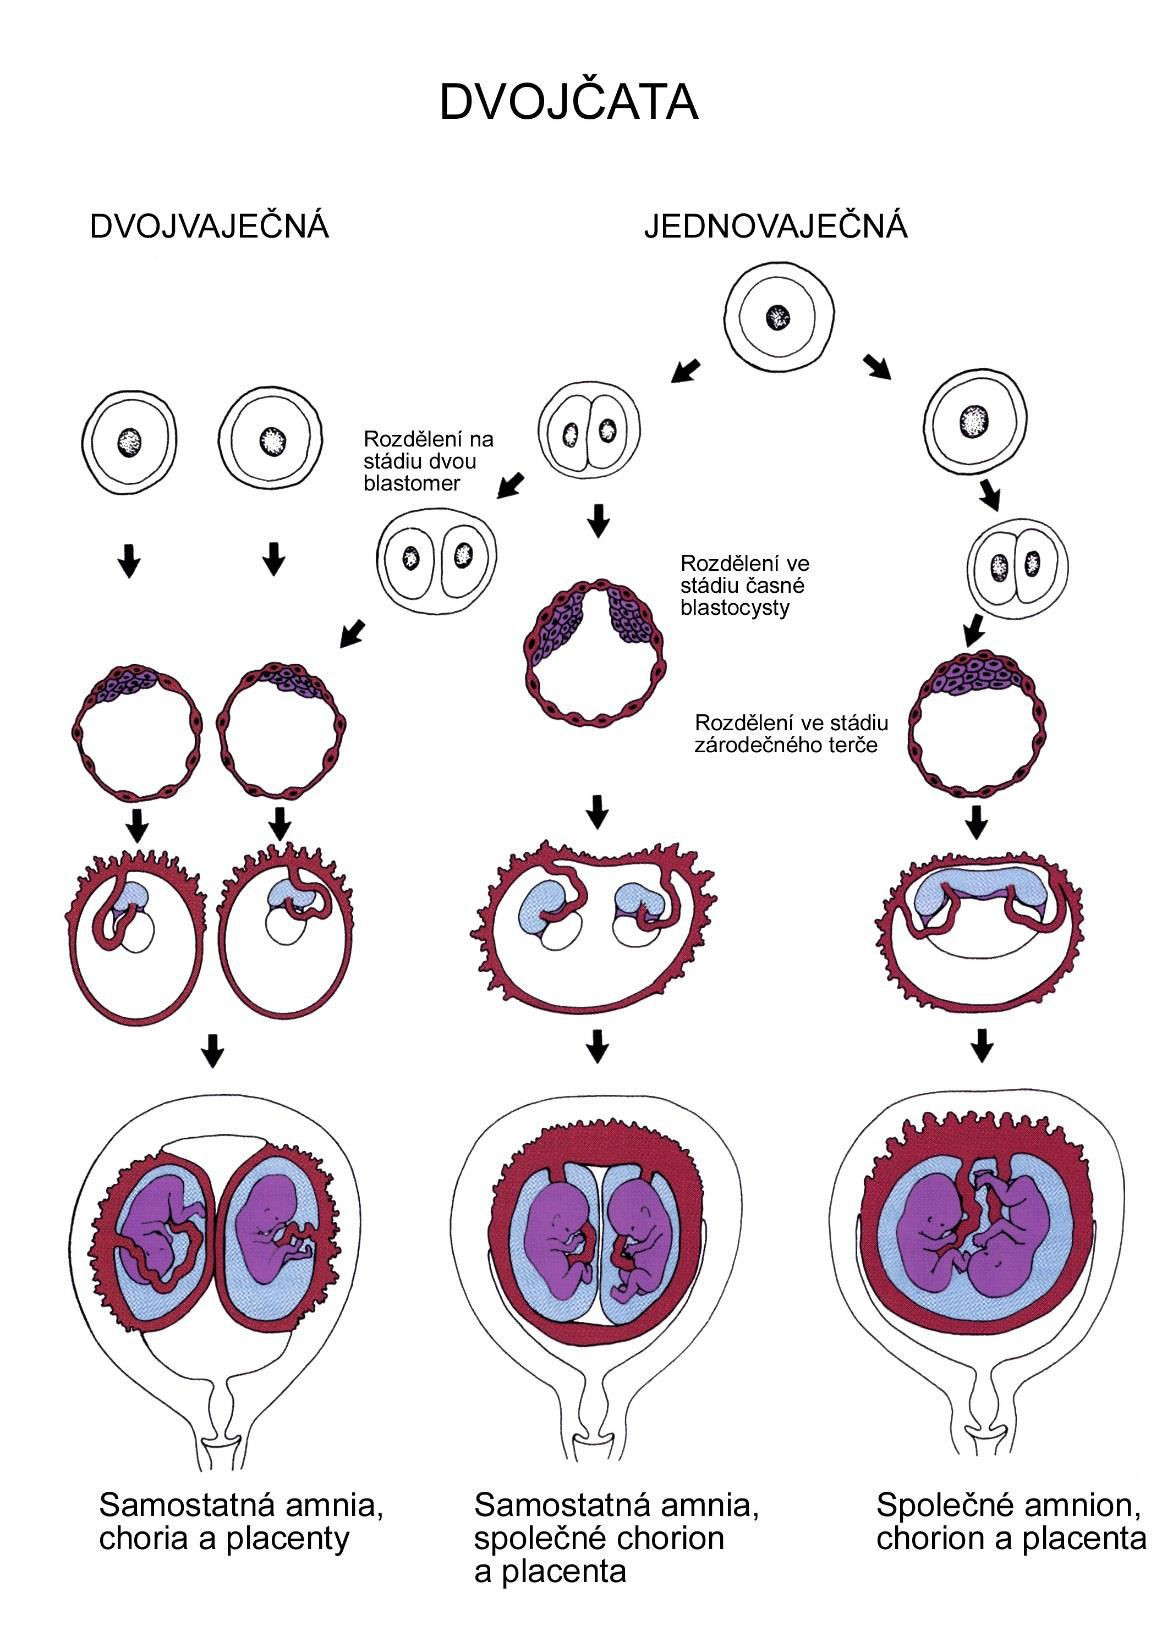 DVOJČATA
DVOJVAJEČNÁ
JEDNOVAJEČNÁ
Rozdělení na
stádiu dvou
blastomer
Rozdělení ve
stádiu časné
blastocysty
Rozdělení ve stádiu
zárodečného terče
Samostatná amnia,
choria a placenty
Samostatná amnia,
společné chorion
a placenta
Společné amnion,
chorion a placenta